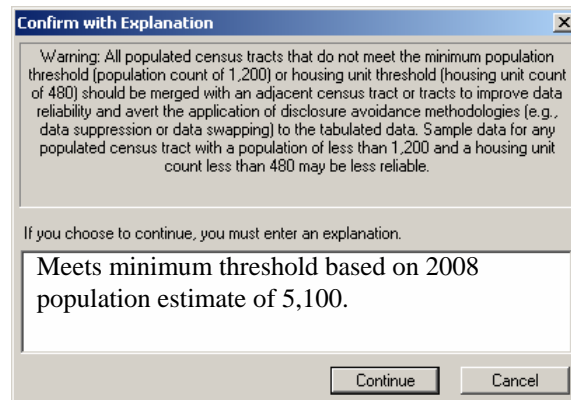 Confirm with Explanation
Warning: All populated census tracts that do not meet the minimum population
threshold (population count of 1,200) or housing unit threshold (housing unit count
of 480) should be merged with an adjacent census tract or tracts to improve data
reliability and avert the application of disclosure avoidance methodologies (e.g.,
data suppression or data swapping) to the tabulated data. Sample data for any
populated census tract with a population of less than 1,200 and a housing unit
count less than 480 may be less reliable.
If you choose to continue, you must enter an explanation.
Meets minimum threshold based on 2008
population estimate of 5,100.
Continue Cancel